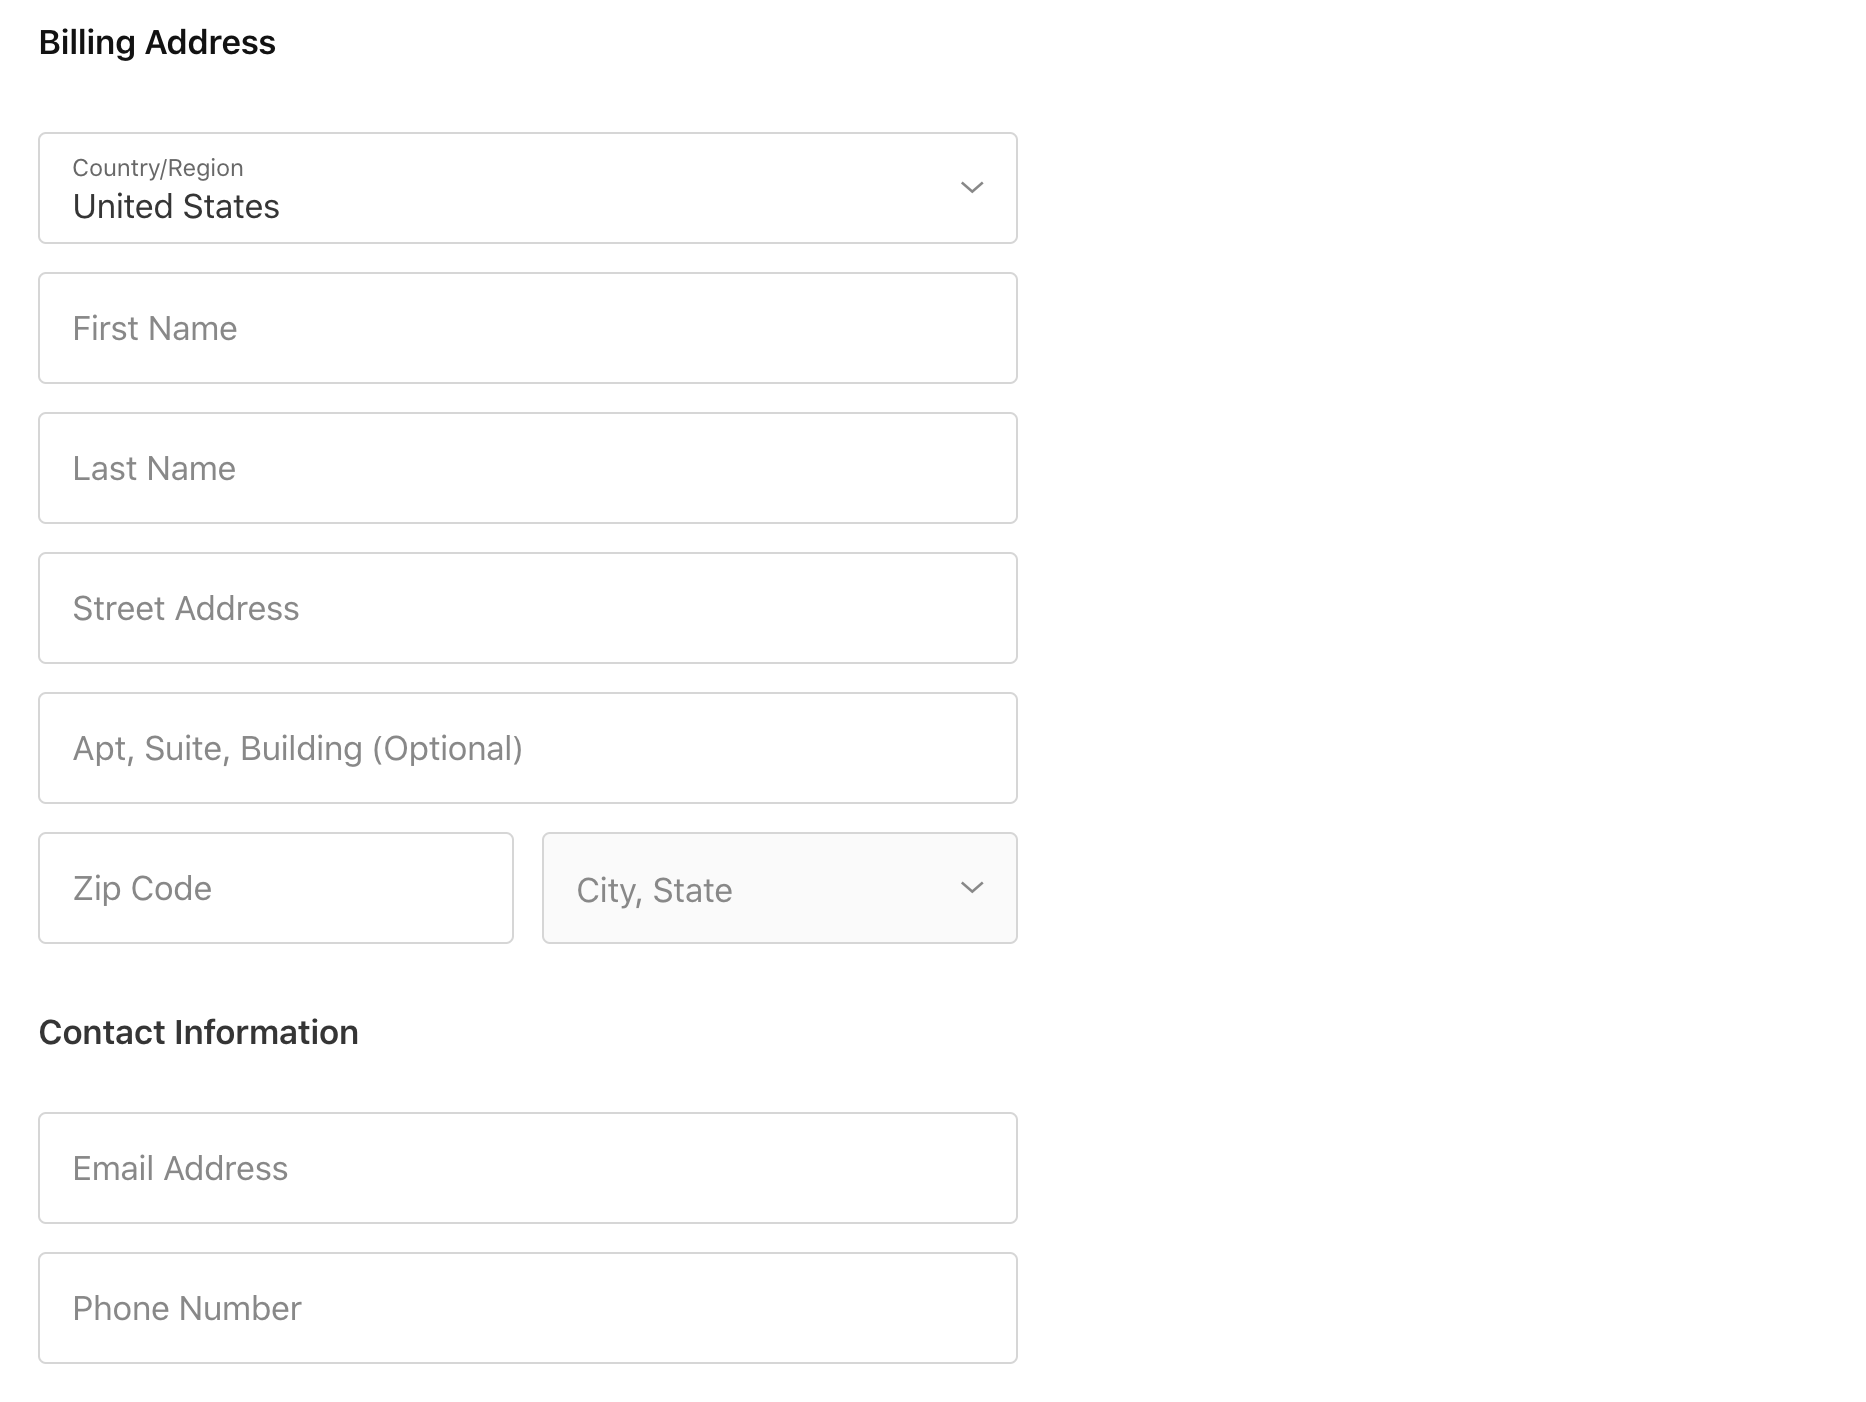 Billing Address
Country/Region
United States
First Name
Last Name
Street Address
Apt, Suite, Building (Optional)
Zip Code
City, State
Contact Information
Email Address
Phone Number